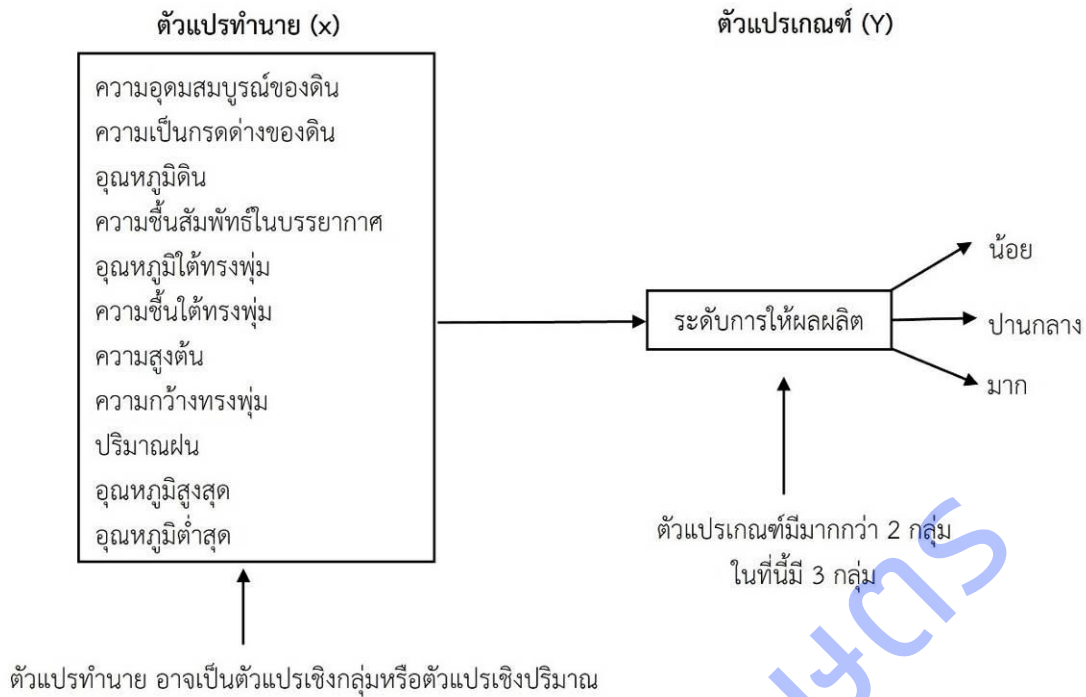 ตัวแปรทำนาย (x)
ตัวแปรเกณฑ์ (Y)
ความอุดมสมบูรณ์ของดิน
ความเป็นกรดด่างของดิน
อุณหภูมิดิน
ความชื้นสัมพัทธ์ในบรรยากาศ
อุณหภูมิใต้ทรงพุ่ม
ความชื้นใต้ทรงพุ่ม
ความสูงต้น
ความกว้างทรงพุ่ม
ปริมาณฝน
อุณหภูมิสูงสุด
อุณหภูมิต่ำสุด
ระดับการให้ผลผลิต
น้อย
ปานกลาง
มาก
ตัวแปรเกณฑ์มีมากกว่า 2 กลุ่ม
ในที่นี้มี 3 กลุ่ม
ตัวแปรทำนาย อาจเป็นตัวแปรเชิงกลุ่มหรือตัวแปรเชิงปริมาณ